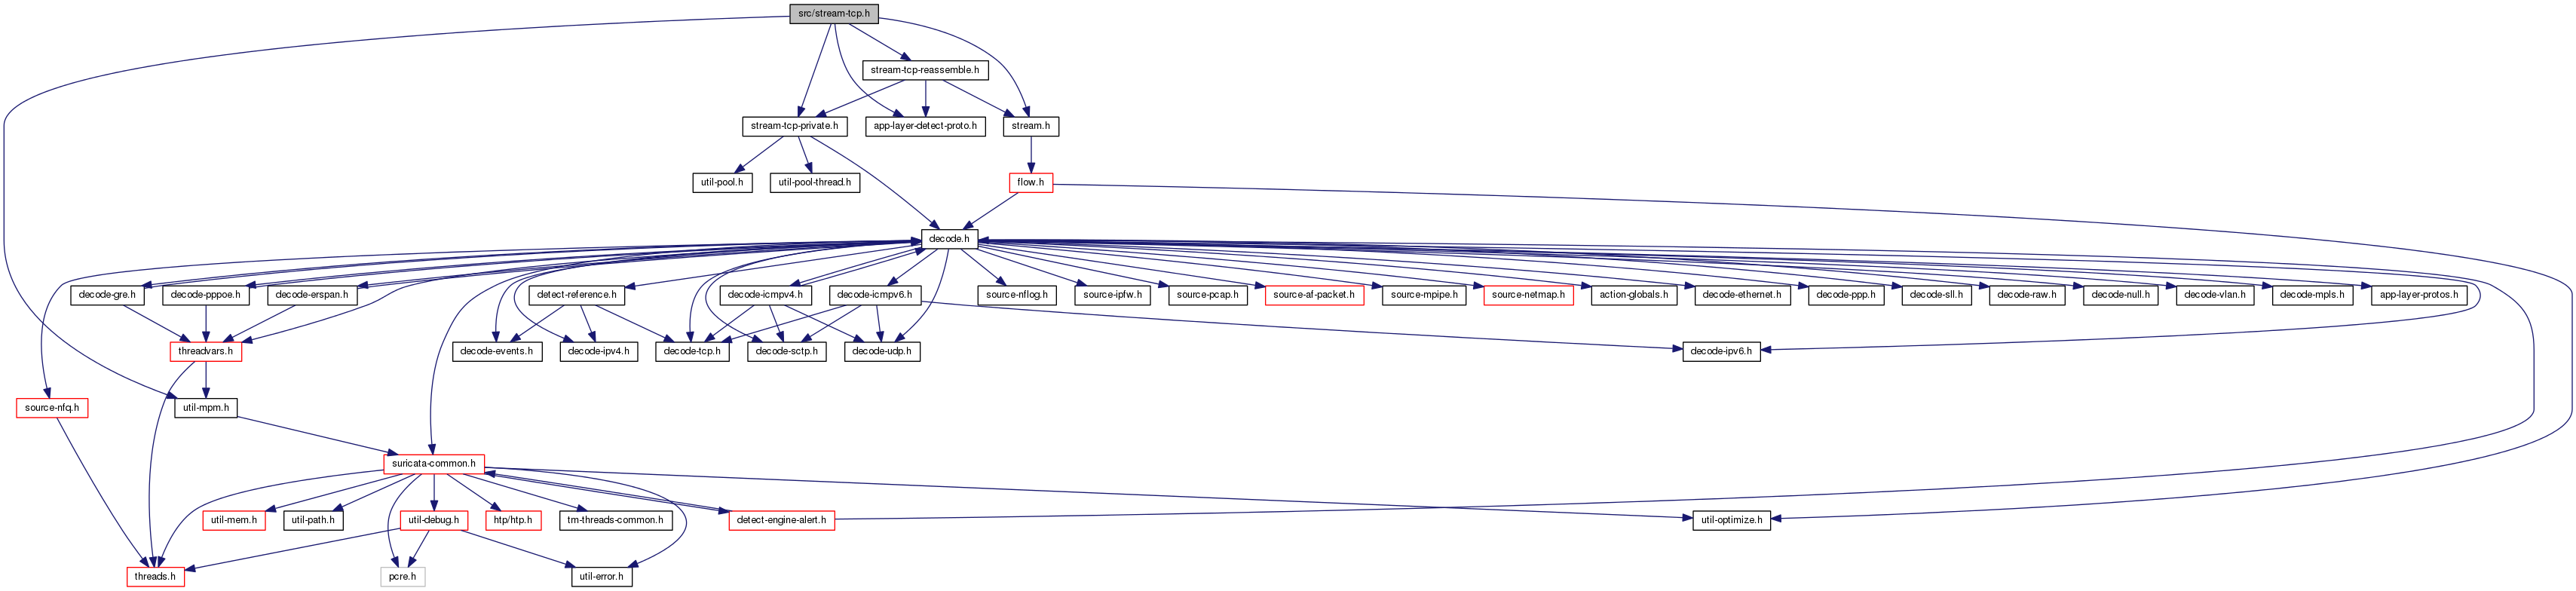 src/stream-tcp.h
stream-tcp-reassemble.h
stream-tcp-private.h
app-layer-detect-proto.h
stream.h
util-pool.h
util-pool-thread.h
flow.h
decode.h
decode-gre.h
decode-pppoe.h
decode-erspan.h
detect-reference.h
decode-icmpv4.h
decode-icmpv6.h
source-nflog.h
source-ipfw.h
source-pcap.h
source-af-packet.h
source-mpipe.h
source-netmap.h
action-globals.h
decode-ethernet.h
decode-ppp.h
decode-sll.h
decode-raw.h
decode-null.h
decode-vlan.h
decode-mpls.h
app-layer-protos.h
threadvars.h
decode-events.h
decode-ipv4.h
decode-tcp.h
decode-sctp.h
decode-udp.h
decode-ipv6.h
source-nfq.h
util-mpm.h
suricata-common.h
util-mem.h
util-path.h
util-debug.h
htp/htp.h
tm-threads-common.h
detect-engine-alert.h
util-optimize.h
threads.h
pcre.h
util-error.h